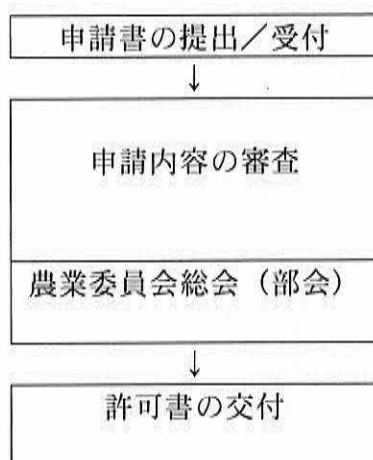 申請書の提出／受付
↓
申請内容の審査
農業委員会総会（部会）
↓
許可書の交付